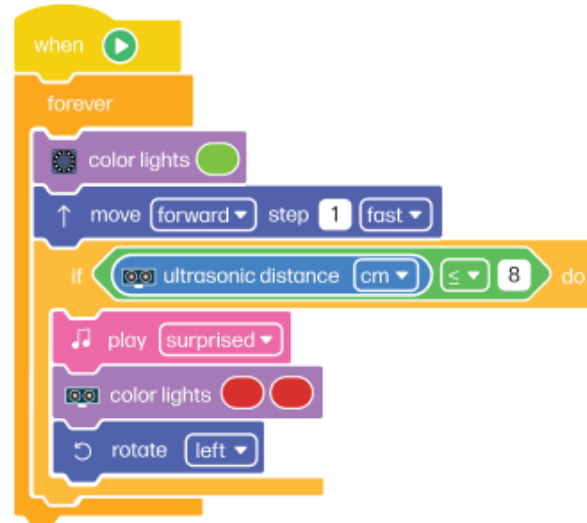 when
forever
color lights
move forward step 1 fast
if ultrasonic distance cm ≤ 8 do
play surprised
color lights
rotate left